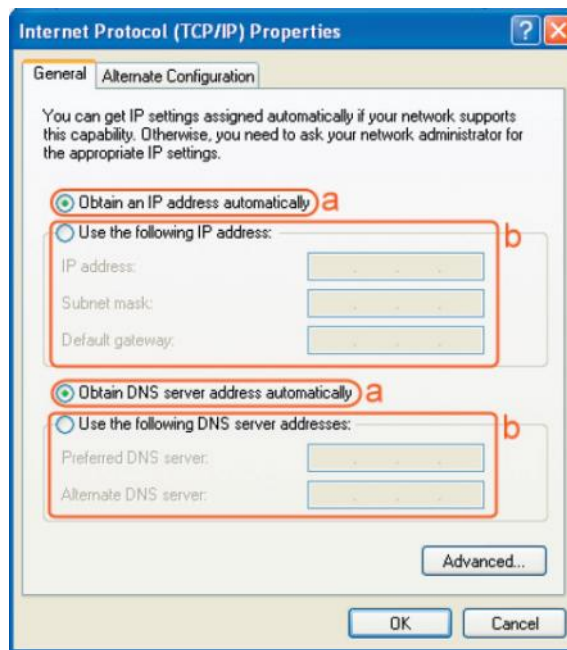 Internet Protocol (TCP/IP) Properties
General
Alternate Configuration
You can get IP settings assigned automatically if your network supports
this capability. Otherwise, you need to ask your network administrator for
the appropriate IP settings.
Obtain an IP address automatically a
Use the following IP address: b
IP address:
Subnet mask:
Default gateway:
Obtain DNS server address automatically a
Use the following DNS server addresses: b
Preferred DNS server:
Alternate DNS server:
Advanced...
OK
Cancel